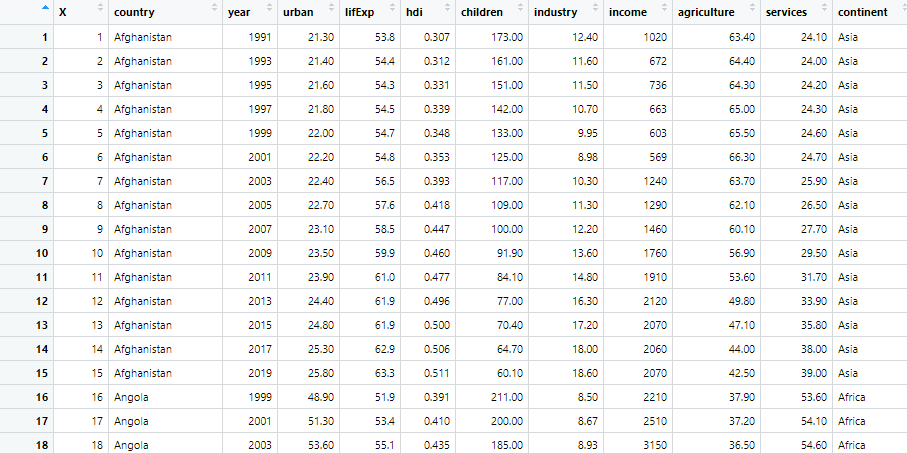 X country year urban lifExp hdi children industry income agriculture services continent
1 1 Afghanistan 1991 21.30 53.8 0.307 173.00 12.40 1020 63.40 24.10 Asia
2 2 Afghanistan 1993 21.40 54.4 0.312 161.00 11.60 672 64.40 24.00 Asia
3 3 Afghanistan 1995 21.60 54.3 0.331 151.00 11.50 736 64.30 24.20 Asia
4 4 Afghanistan 1997 21.80 54.5 0.339 142.00 10.70 663 65.00 24.30 Asia
5 5 Afghanistan 1999 22.00 54.7 0.348 133.00 9.95 603 65.50 24.60 Asia
6 6 Afghanistan 2001 22.20 54.8 0.353 125.00 8.98 569 66.30 24.70 Asia
7 7 Afghanistan 2003 22.40 56.5 0.393 117.00 10.30 1240 63.70 25.90 Asia
8 8 Afghanistan 2005 22.70 57.6 0.418 109.00 11.30 1290 62.10 26.50 Asia
9 9 Afghanistan 2007 23.10 58.5 0.447 100.00 12.20 1460 60.10 27.70 Asia
10 10 Afghanistan 2009 23.50 59.9 0.460 91.90 13.60 1760 56.90 29.50 Asia
11 11 Afghanistan 2011 23.90 61.0 0.477 84.10 14.80 1910 53.60 31.70 Asia
12 12 Afghanistan 2013 24.40 61.9 0.496 77.00 16.30 2120 49.80 33.90 Asia
13 13 Afghanistan 2015 24.80 61.9 0.500 70.40 17.20 2070 47.10 35.80 Asia
14 14 Afghanistan 2017 25.30 62.9 0.506 64.70 18.00 2060 44.00 38.00 Asia
15 15 Afghanistan 2019 25.80 63.3 0.511 60.10 18.60 2070 42.50 39.00 Asia
16 16 Angola 1999 48.90 51.9 0.391 211.00 8.50 2210 37.90 53.60 Africa
17 17 Angola 2001 51.30 53.4 0.410 200.00 8.67 2510 37.20 54.10 Africa
18 18 Angola 2003 53.60 55.1 0.435 185.00 8.93 3150 36.50 54.60 Africa